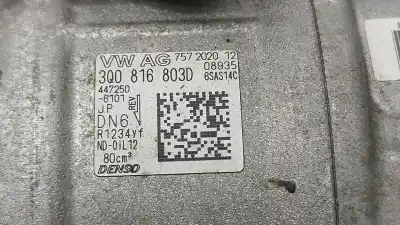 VW AG 757 2020 12
3Q0 816 803D 08935
6SAS14C
447250
-6101
J.P REV
DN6
R1234yf
ND-OIL12
80cm³
DENSO